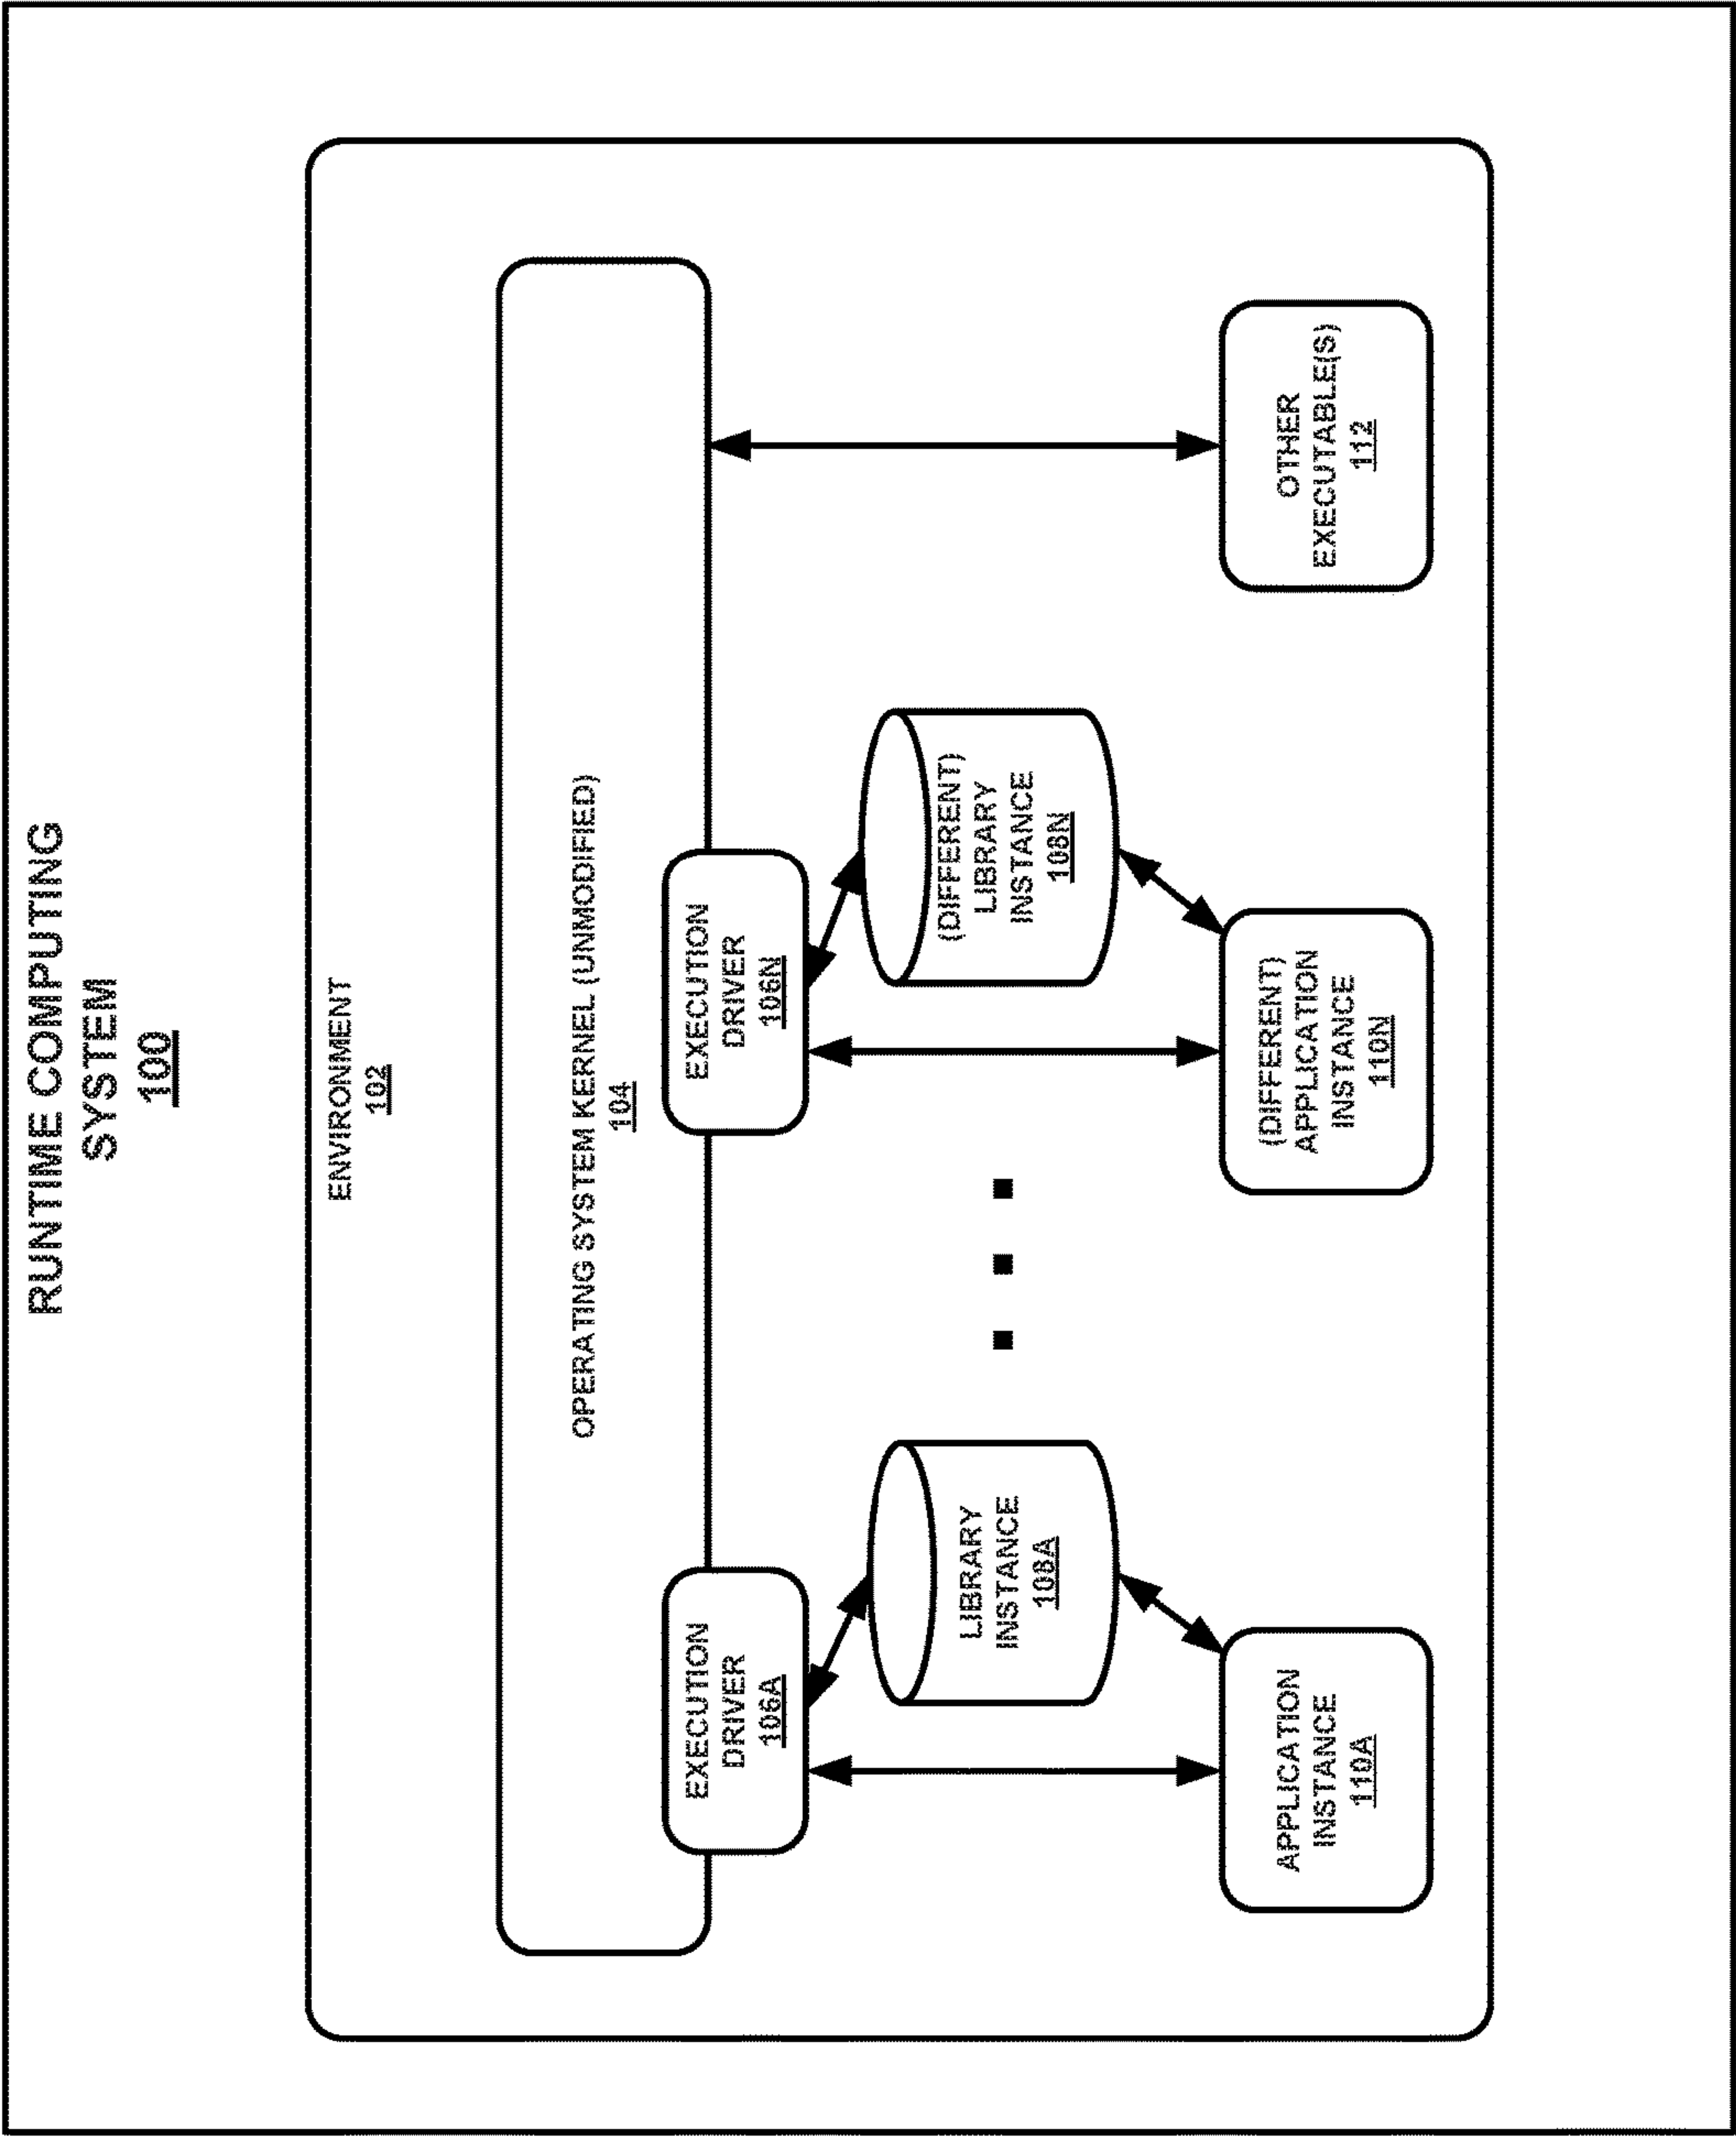 RUNTIME COMPUTING
SYSTEM
100
ENVIRONMENT
102
OPERATING SYSTEM KERNEL (UNMODIFIED)
104
EXECUTION
DRIVER
106A
EXECUTION
DRIVER
106N
LIBRARY
INSTANCE
108A
(DIFFERENT)
LIBRARY
INSTANCE
108N
APPLICATION
INSTANCE
110A
(DIFFERENT)
APPLICATION
INSTANCE
110N
OTHER
EXECUTABLE(S)
112